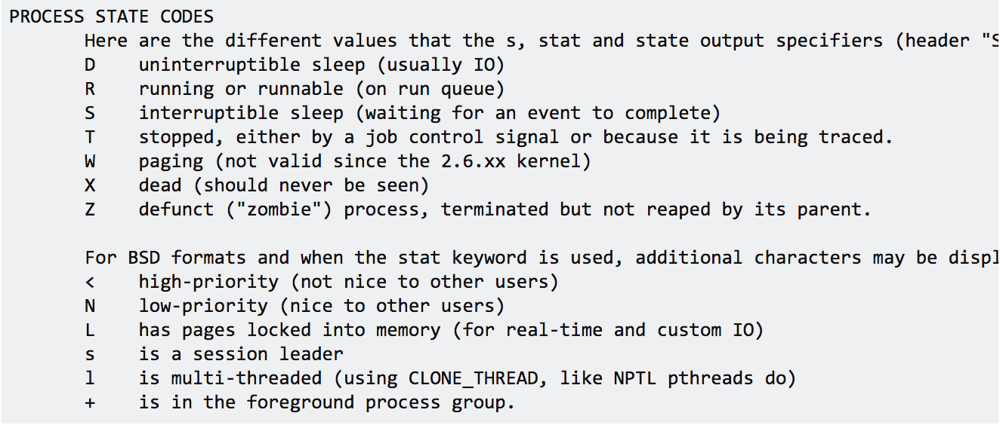 PROCESS STATE CODES
Here are the different values that the s, stat and state output specifiers (header "S
D uninterruptible sleep (usually IO)
R running or runnable (on run queue)
S interruptible sleep (waiting for an event to complete)
T stopped, either by a job control signal or because it is being traced.
W paging (not valid since the 2.6.xx kernel)
X dead (should never be seen)
Z defunct ("zombie") process, terminated but not reaped by its parent.
For BSD formats and when the stat keyword is used, additional characters may be displ
< high-priority (not nice to other users)
N low-priority (nice to other users)
L has pages locked into memory (for real-time and custom IO)
s is a session leader
l is multi-threaded (using CLONE_THREAD, like NPTL pthreads do)
+ is in the foreground process group.